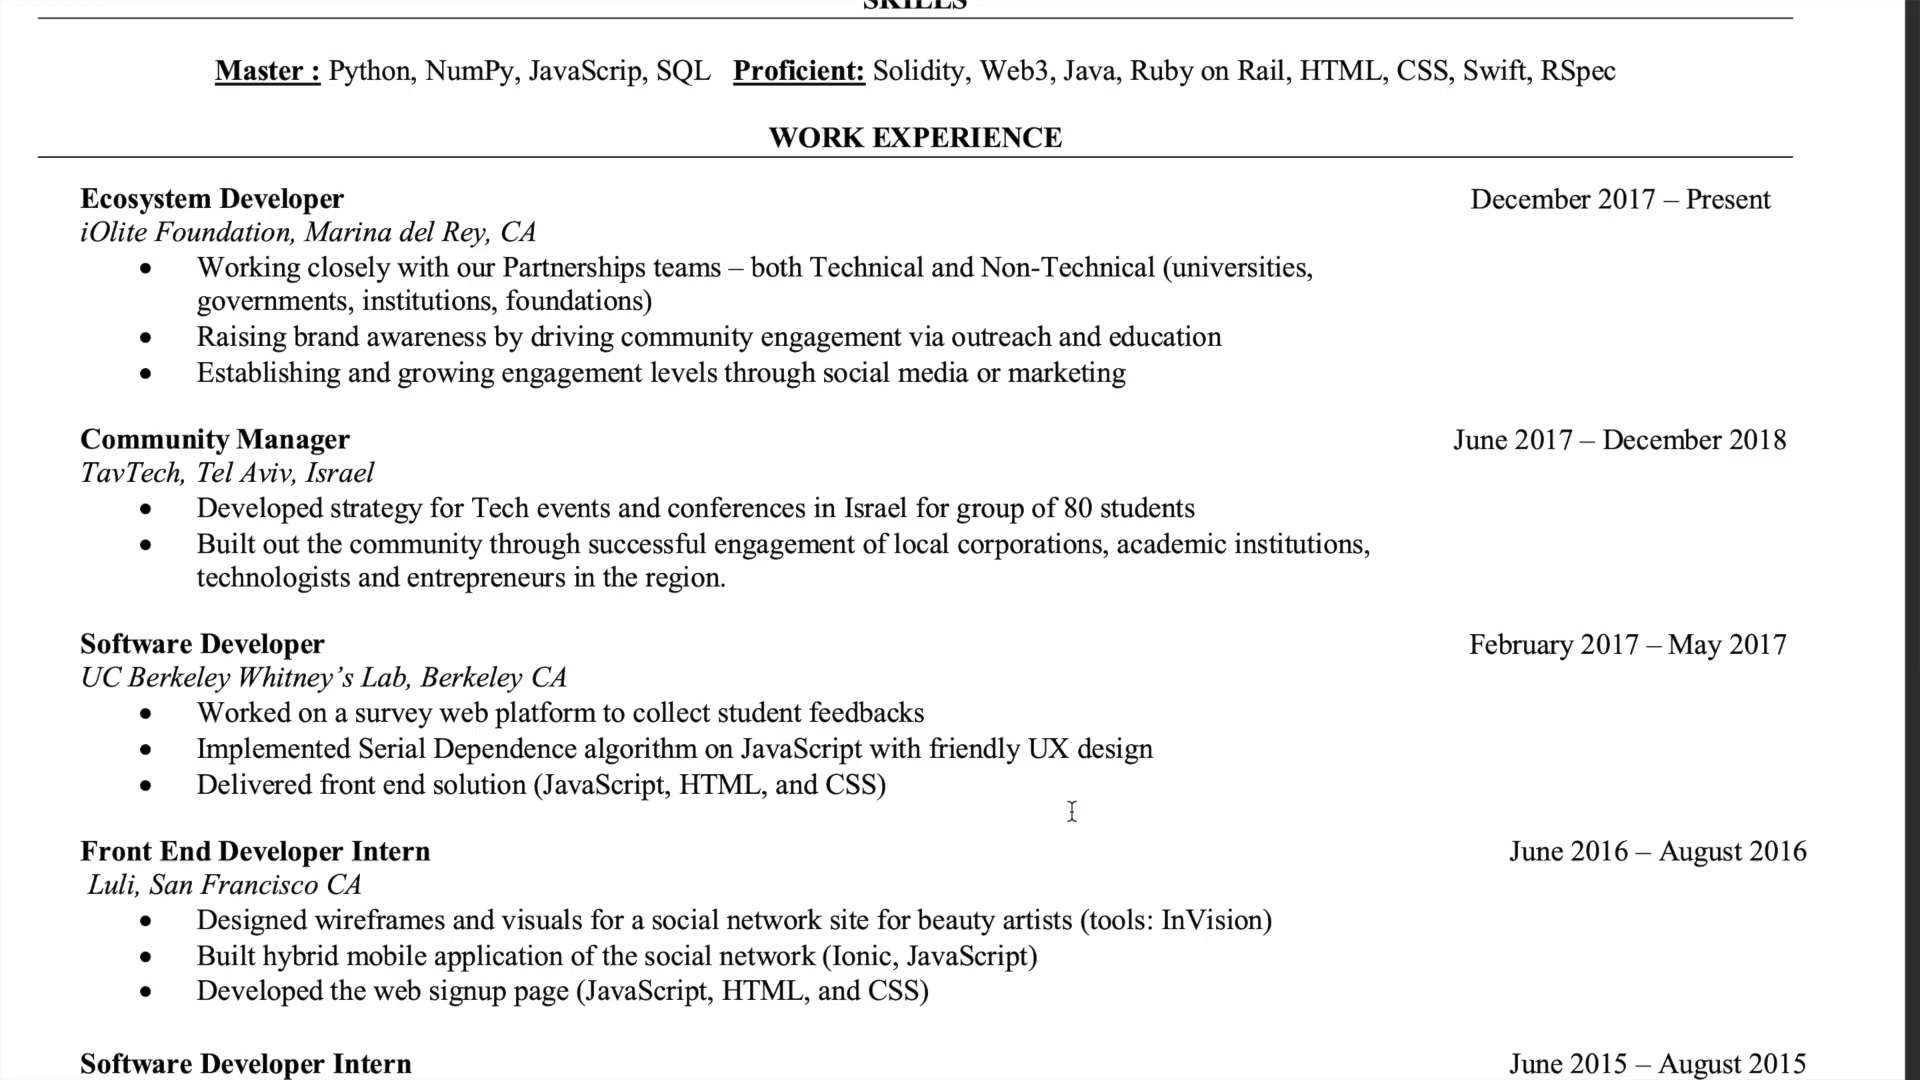 SKILLS
Master : Python, NumPy, JavaScrip, SQL Proficient: Solidity, Web3, Java, Ruby on Rail, HTML, CSS, Swift, RSpec
WORK EXPERIENCE
Ecosystem Developer December 2017 – Present
iOlite Foundation, Marina del Rey, CA
• Working closely with our Partnerships teams – both Technical and Non-Technical (universities,
governments, institutions, foundations)
• Raising brand awareness by driving community engagement via outreach and education
• Establishing and growing engagement levels through social media or marketing
Community Manager June 2017 – December 2018
TavTech, Tel Aviv, Israel
• Developed strategy for Tech events and conferences in Israel for group of 80 students
• Built out the community through successful engagement of local corporations, academic institutions,
technologists and entrepreneurs in the region.
Software Developer February 2017 – May 2017
UC Berkeley Whitney’s Lab, Berkeley CA
• Worked on a survey web platform to collect student feedbacks
• Implemented Serial Dependence algorithm on JavaScript with friendly UX design
• Delivered front end solution (JavaScript, HTML, and CSS)
Front End Developer Intern June 2016 – August 2016
Luli, San Francisco CA
• Designed wireframes and visuals for a social network site for beauty artists (tools: InVision)
• Built hybrid mobile application of the social network (Ionic, JavaScript)
• Developed the web signup page (JavaScript, HTML, and CSS)
Software Developer Intern June 2015 – August 2015